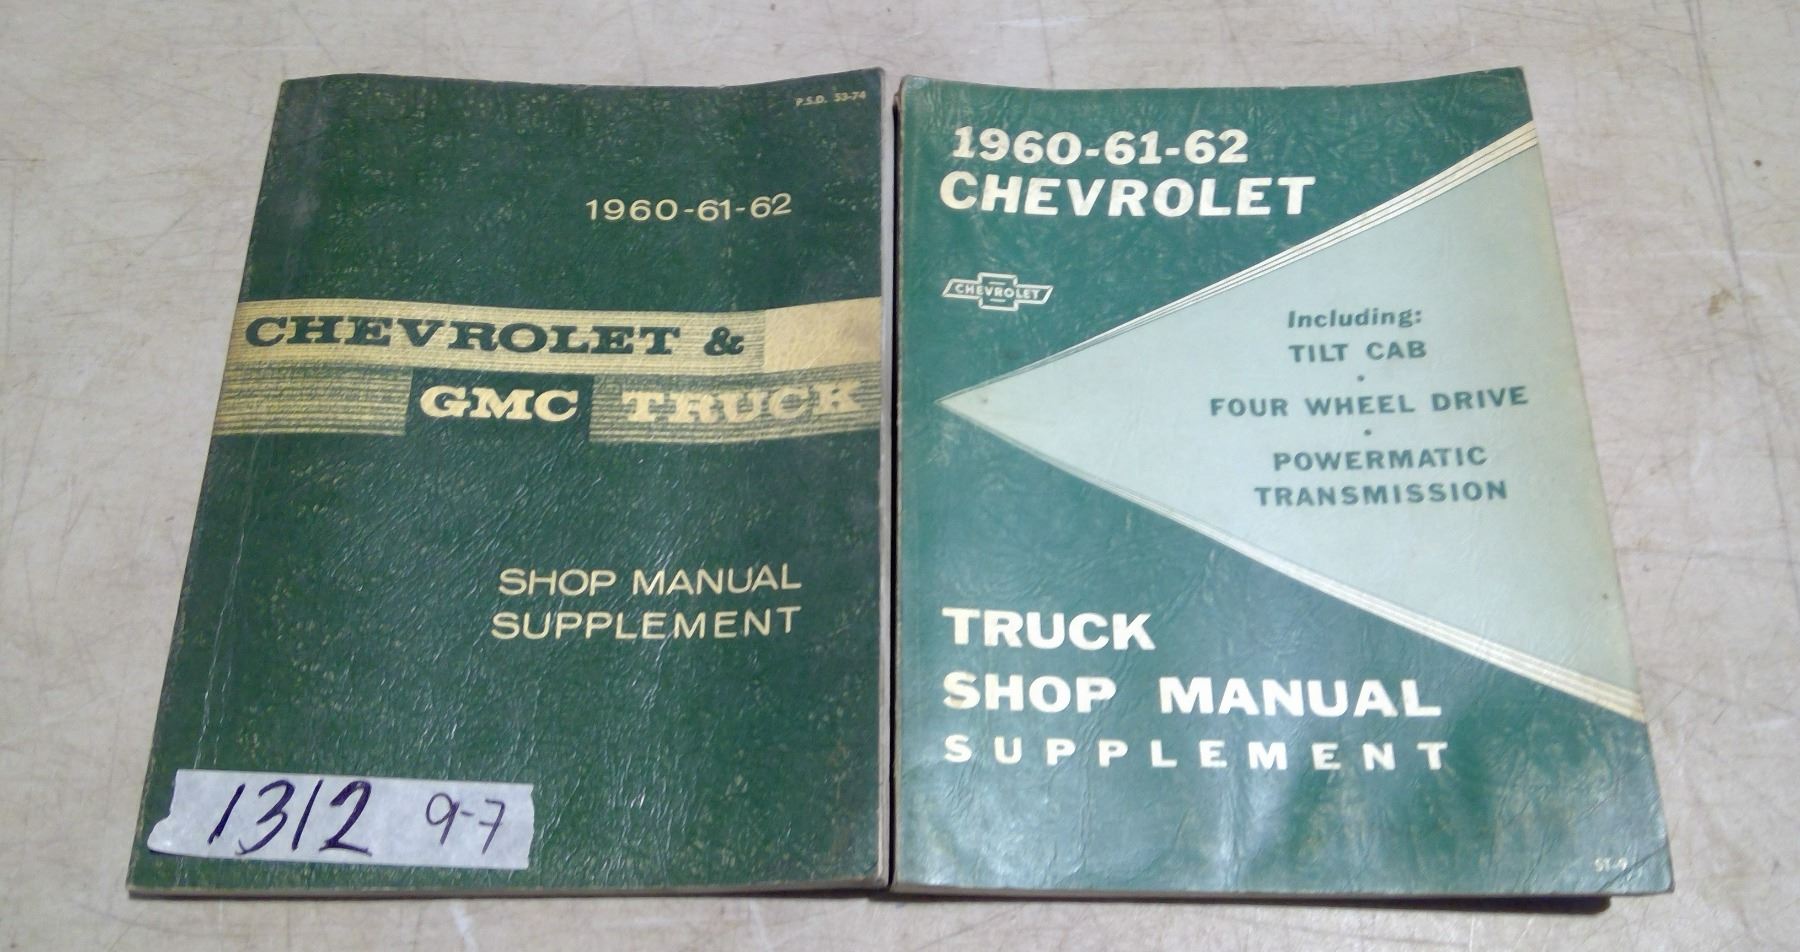 P.S.D. 53-74
1960-61-62
CHEVROLET &
GMC TRUCK
SHOP MANUAL
SUPPLEMENT
1312 9-7
1960-61-62
CHEVROLET
CHEVROLET
Including:
TILT CAB
•
FOUR WHEEL DRIVE
•
POWERMATIC
TRANSMISSION
TRUCK
SHOP MANUAL
SUPPLEMENT
ST-9